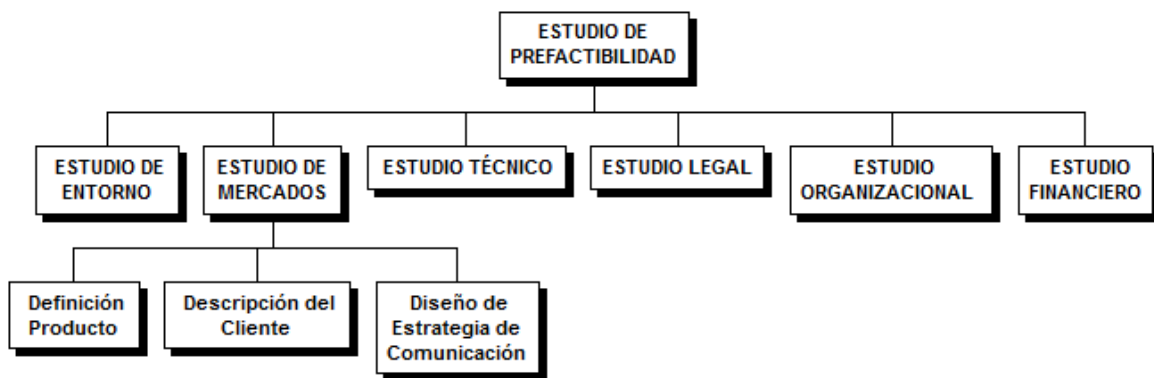 ESTUDIO DE
PREFACTIBILIDAD
ESTUDIO DE
ENTORNO
ESTUDIO DE
MERCADOS
ESTUDIO TÉCNICO
ESTUDIO LEGAL
ESTUDIO
ORGANIZACIONAL
ESTUDIO
FINANCIERO
Definición
Producto
Descripción del
Cliente
Diseño de
Estrategia de
Comunicación